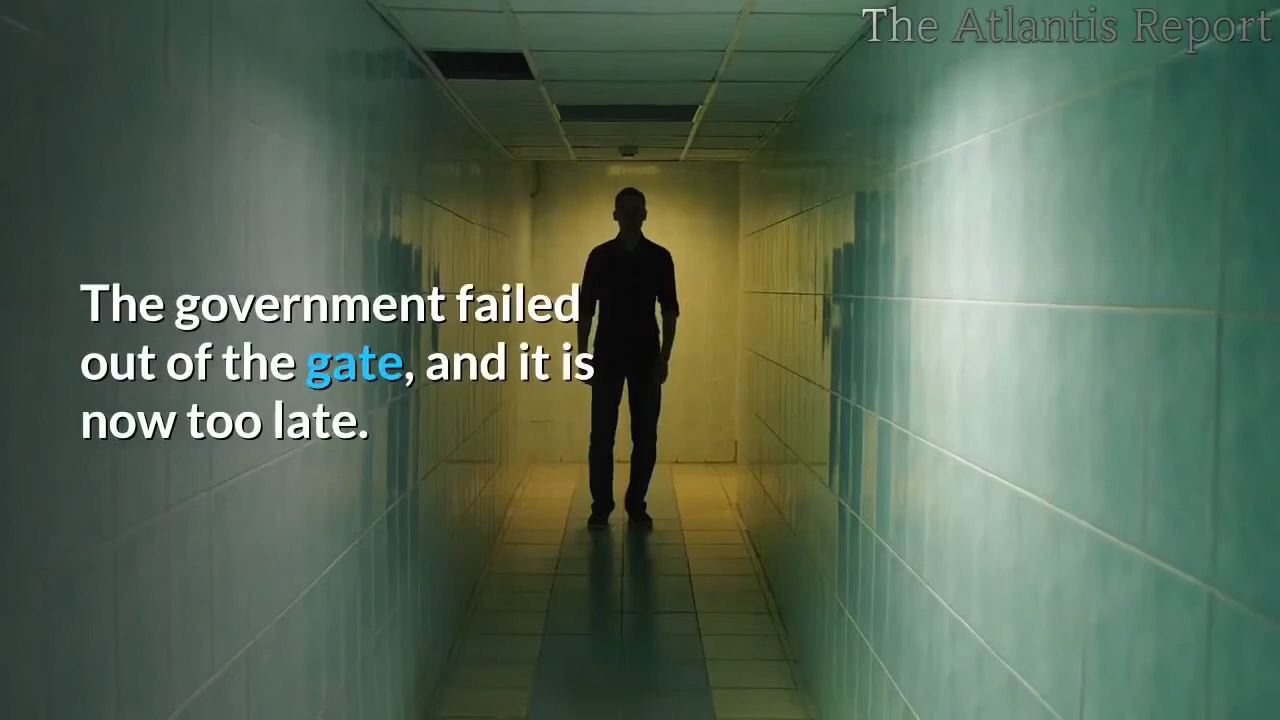 The Atlantis Report
The government failed
out of the gate, and it is
now too late.